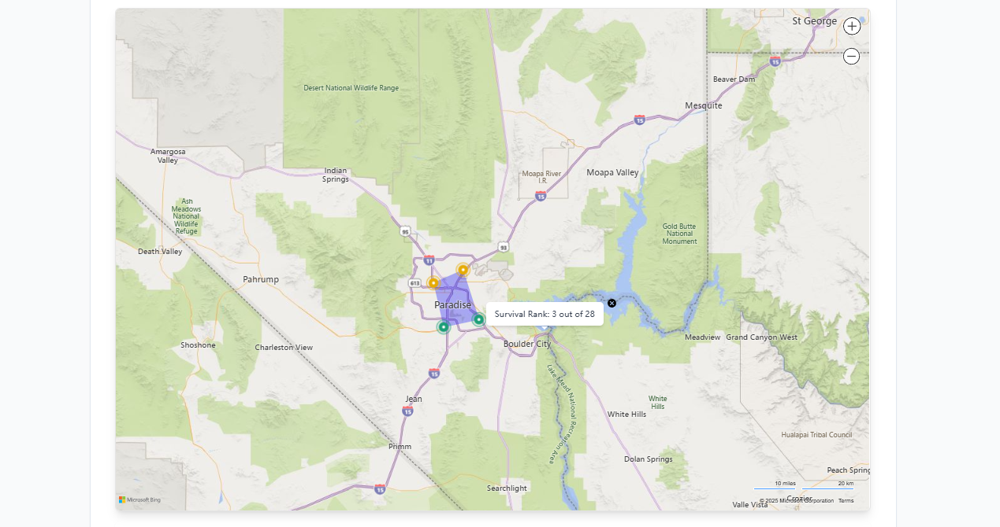 St George
Beaver Dam
Desert National Wildlife Range
15
Mesquite
15
Amargosa
Valley
Indian
Springs
Moapa River
I.R.
Moapa Valley
15
Ash
Meadows
National
Wildlife
Refuge
Gold Butte
National
Monument
95
93
Death Valley
11
613
Pahrump
Paradise
Survival Rank: 3 out of 28
Meadview
Grand Canyon West
Shoshone
Charleston View
Boulder City
15
Lake Mead National Recreation Area
Jean
White
Hills
15
White Hills
Hualapai Tribal Council
Primm
Dolan Springs
Peach Spring
10 miles
20 km
15
Searchlight
Microsoft Bing
© 2025 Microsoft Corporation
Terms
Crozier
Valle Vista